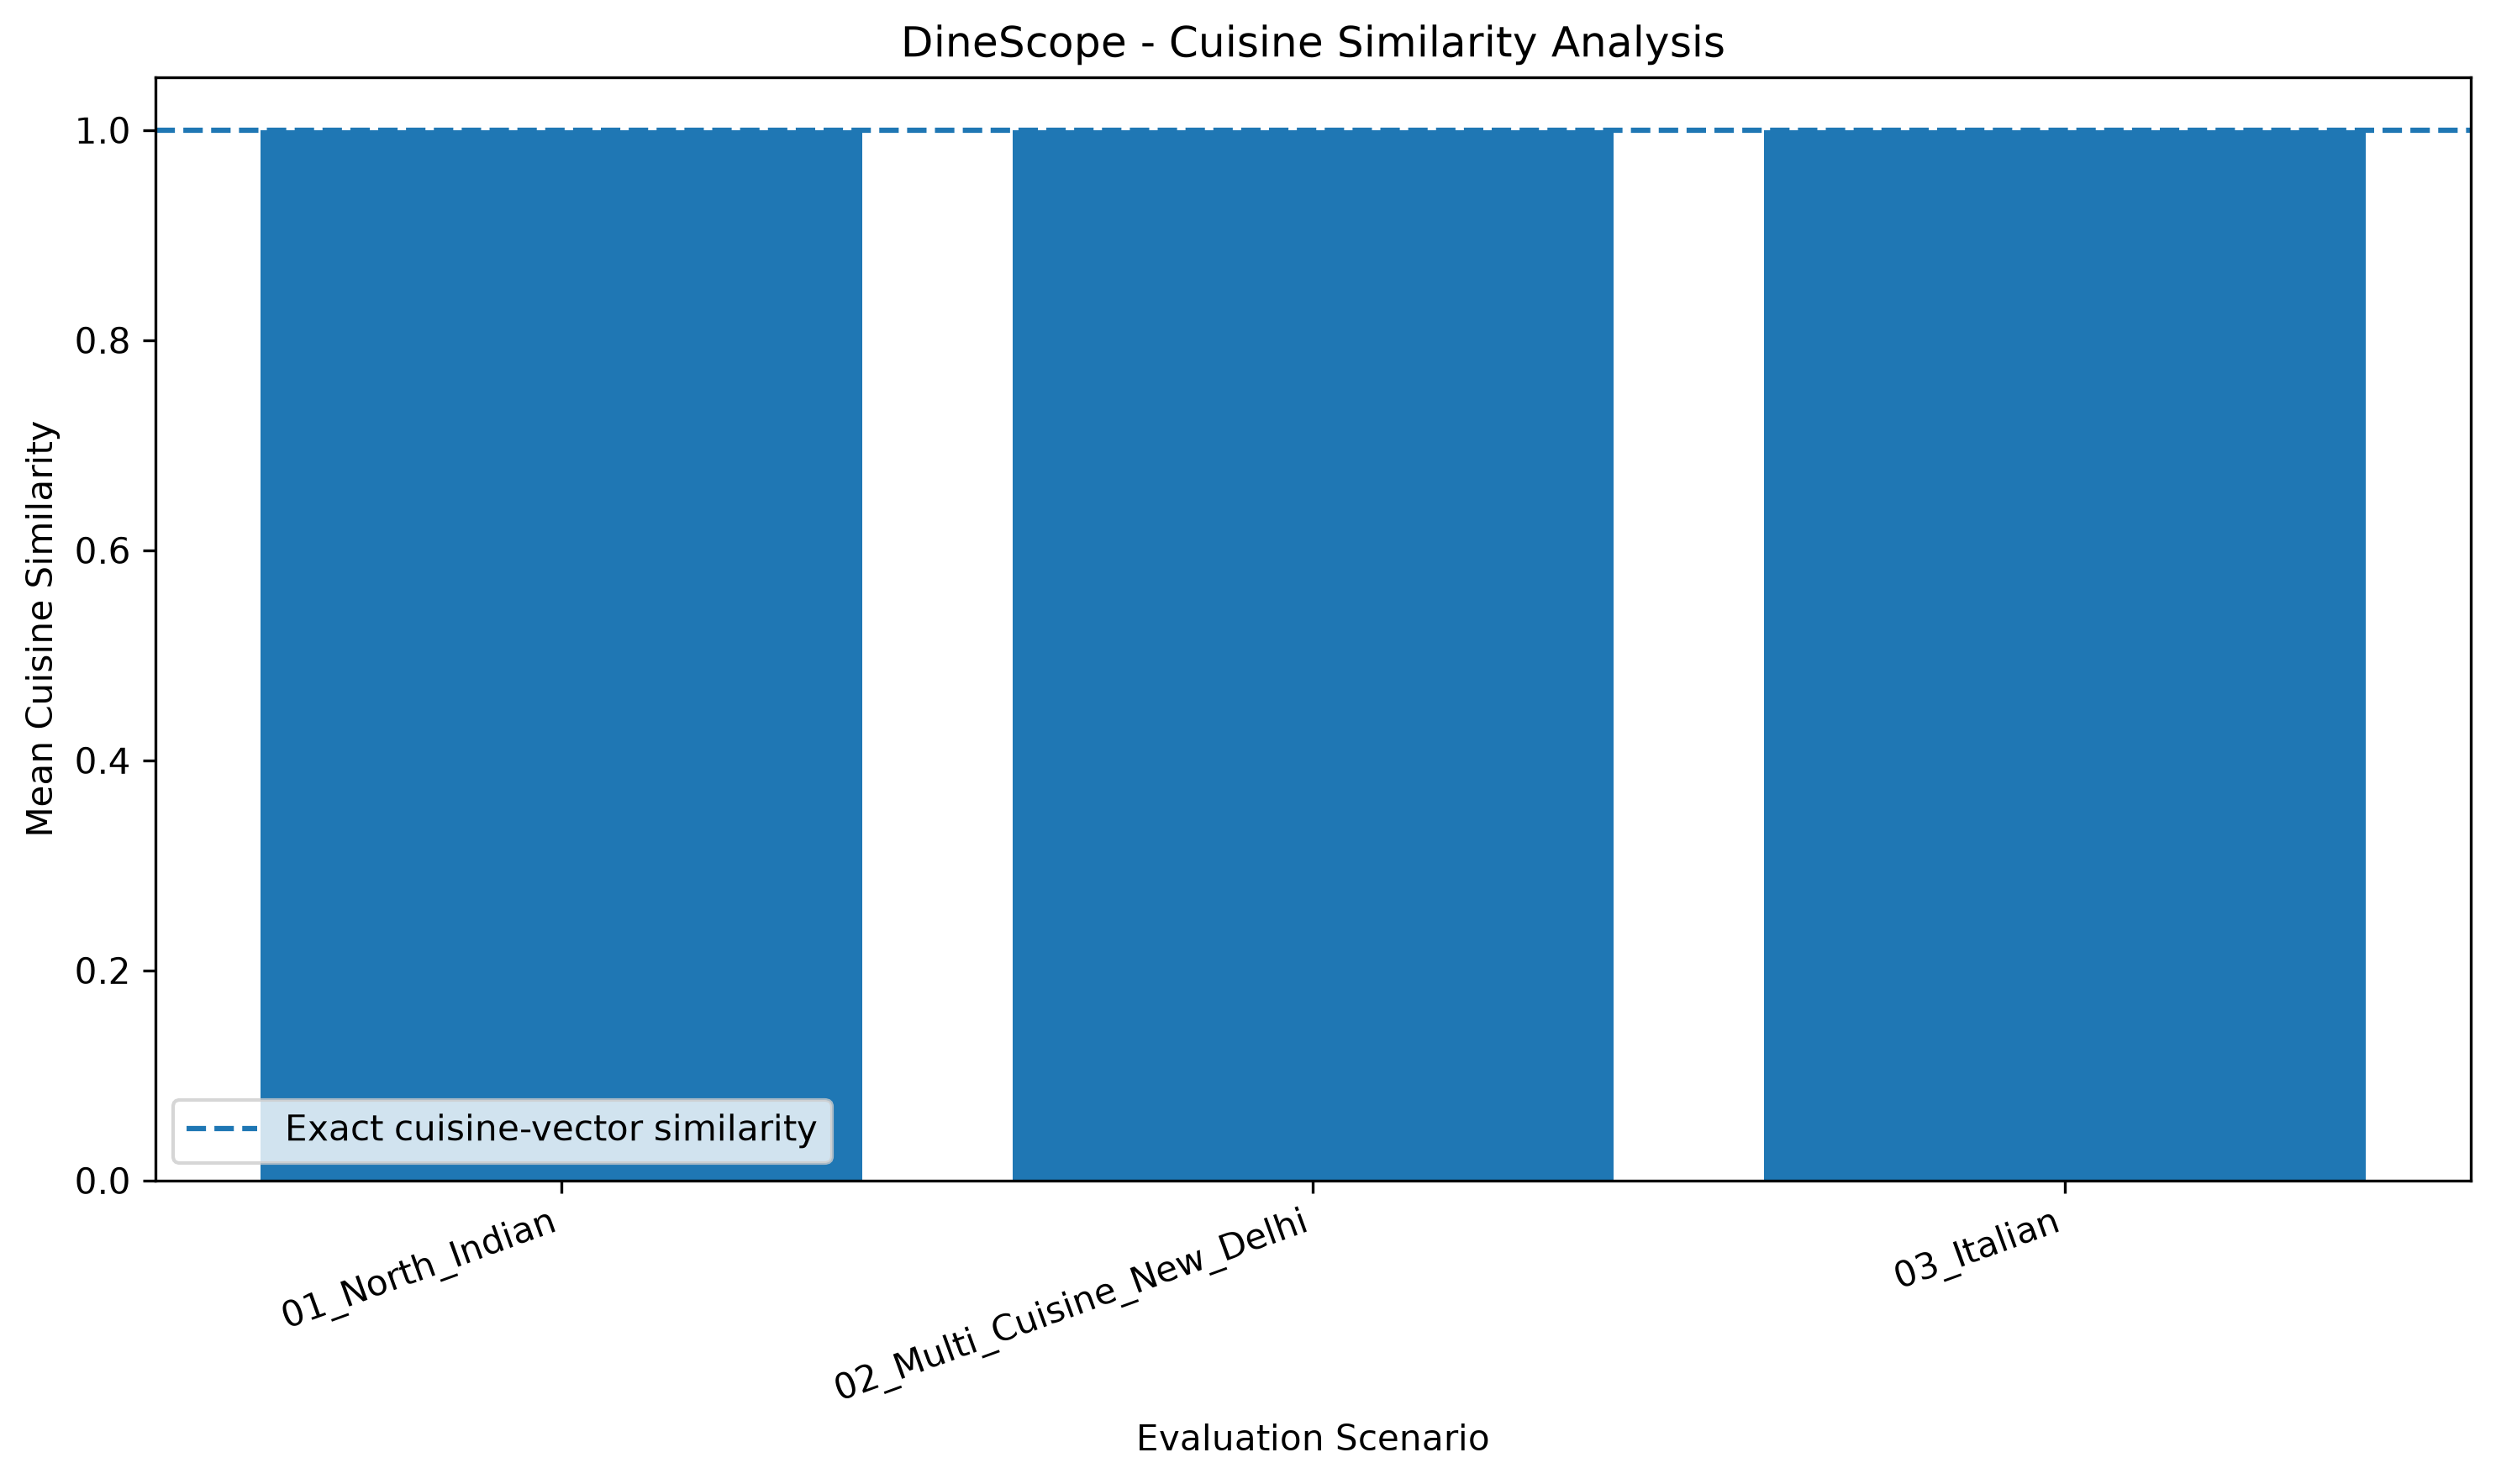 DineScope - Cuisine Similarity Analysis
Mean Cuisine Similarity
1.0
0.8
0.6
0.4
0.2
0.0
Exact cuisine-vector similarity
01_North_Indian
02_Multi_Cuisine_New_Delhi
03_Italian
Evaluation Scenario